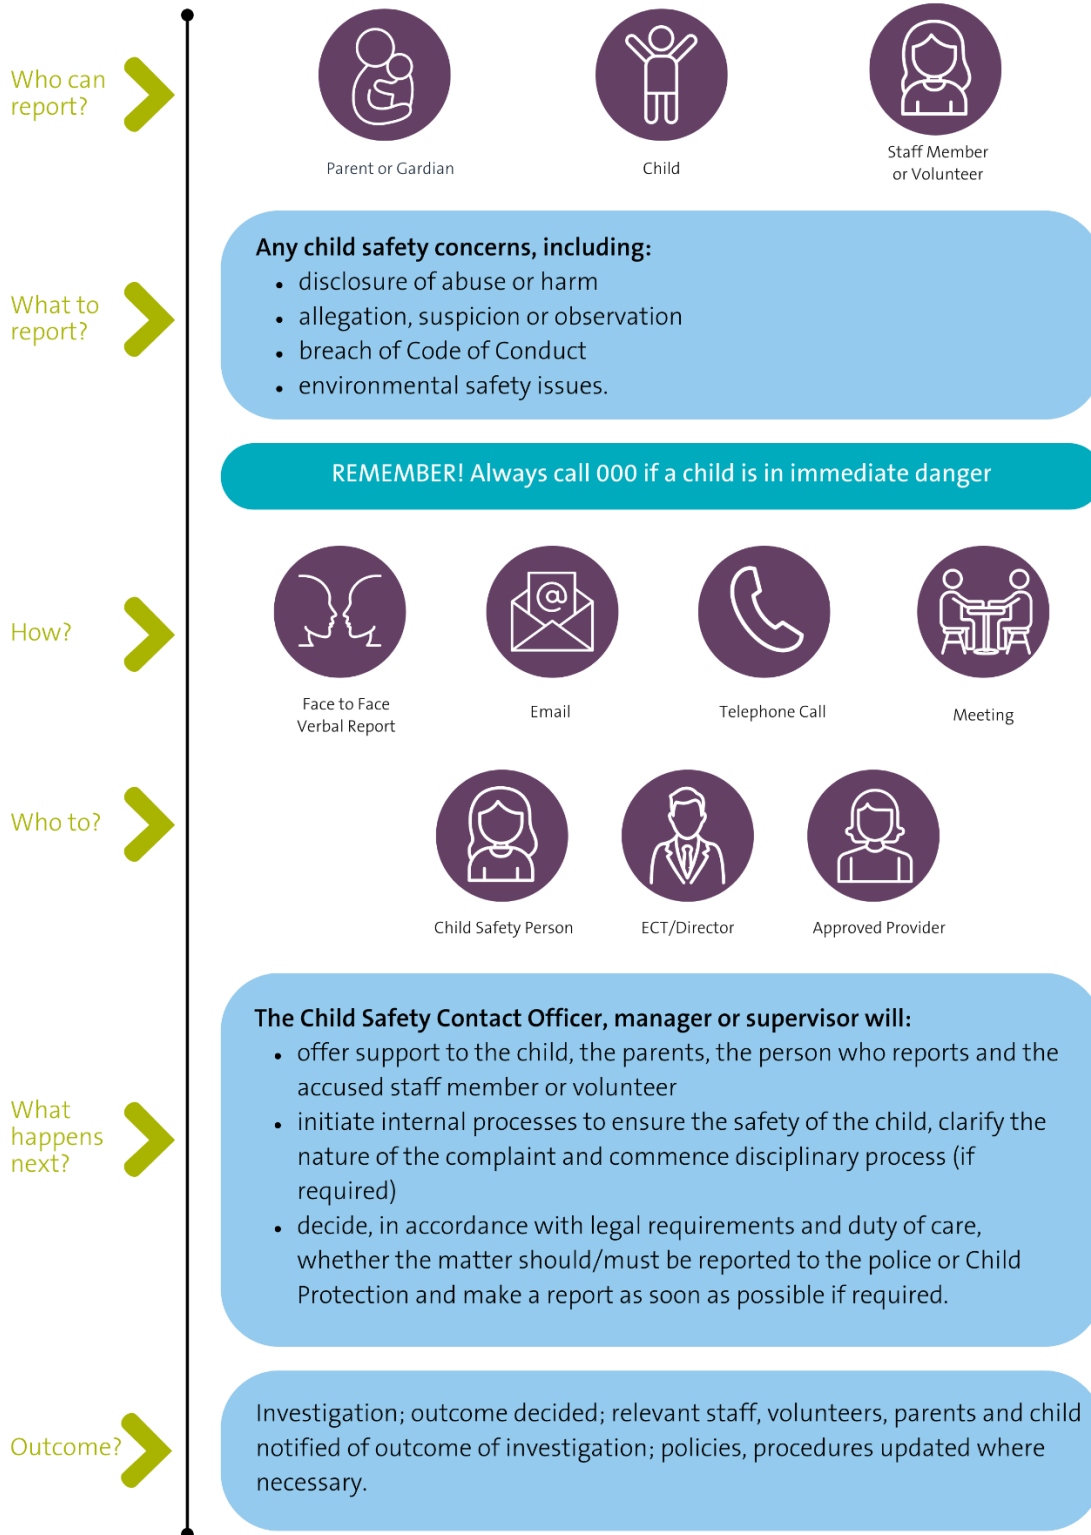 Who can
report?
Parent or Gardian
Child
Staff Member
or Volunteer
What to
report?
Any child safety concerns, including:
• disclosure of abuse or harm
• allegation, suspicion or observation
• breach of Code of Conduct
• environmental safety issues.
REMEMBER! Always call 000 if a child is in immediate danger
How?
@
Face to Face
Verbal Report
Email
Telephone Call
Meeting
Who to?
Child Safety Person
ECT/Director
Approved Provider
What
happens
next?
The Child Safety Contact Officer, manager or supervisor will:
• offer support to the child, the parents, the person who reports and the
accused staff member or volunteer
• initiate internal processes to ensure the safety of the child, clarify the
nature of the complaint and commence disciplinary process (if
required)
• decide, in accordance with legal requirements and duty of care,
whether the matter should/must be reported to the police or Child
Protection and make a report as soon as possible if required.
Outcome?
Investigation; outcome decided; relevant staff, volunteers, parents and child
notified of outcome of investigation; policies, procedures updated where
necessary.